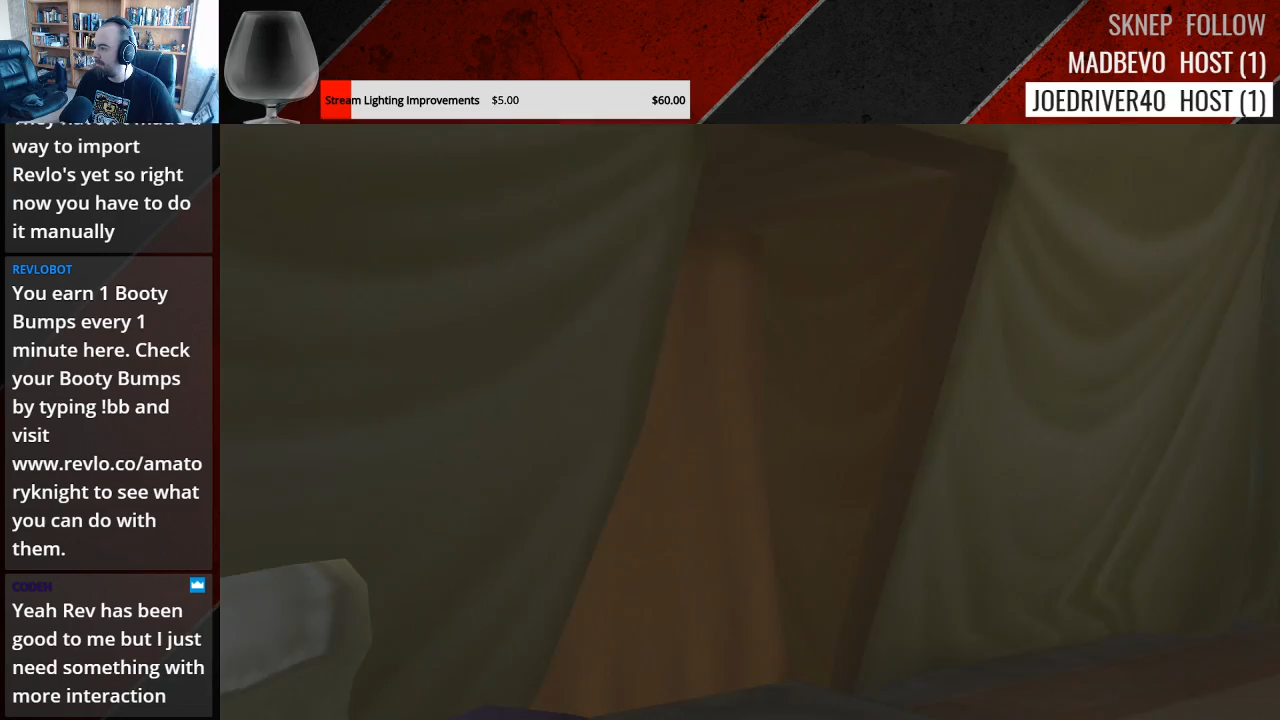 SKNEP FOLLOW
MADBEVO HOST (1)
JOEDRIVER40 HOST (1)
Stream Lighting Improvements $5.00 $60.00
way to import
Revlo's yet so right
now you have to do
it manually
REVLOBOT
You earn 1 Booty
Bumps every 1
minute here. Check
your Booty Bumps
by typing !bb and
visit
www.revlo.co/amato
ryknight to see what
you can do with
them.
CODEH
Yeah Rev has been
good to me but I just
need something with
more interaction